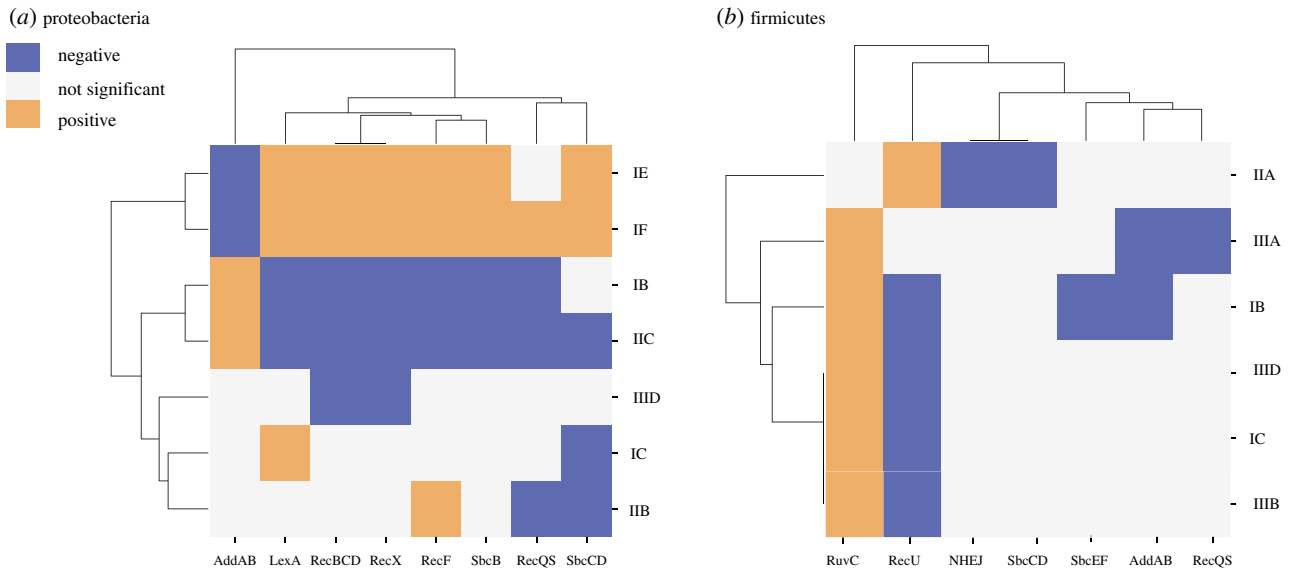 (a) proteobacteria
negative
not significant
positive
IE
IF
IB
IIC
IIID
IC
IIB
AddAB LexA RecBCD RecX RecF SbcB RecQS SbcCD
(b) firmicutes
IIA
IIIA
IB
IIID
IC
IIIB
RuvC RecU NHEJ SbcCD SbcEF AddAB RecQS